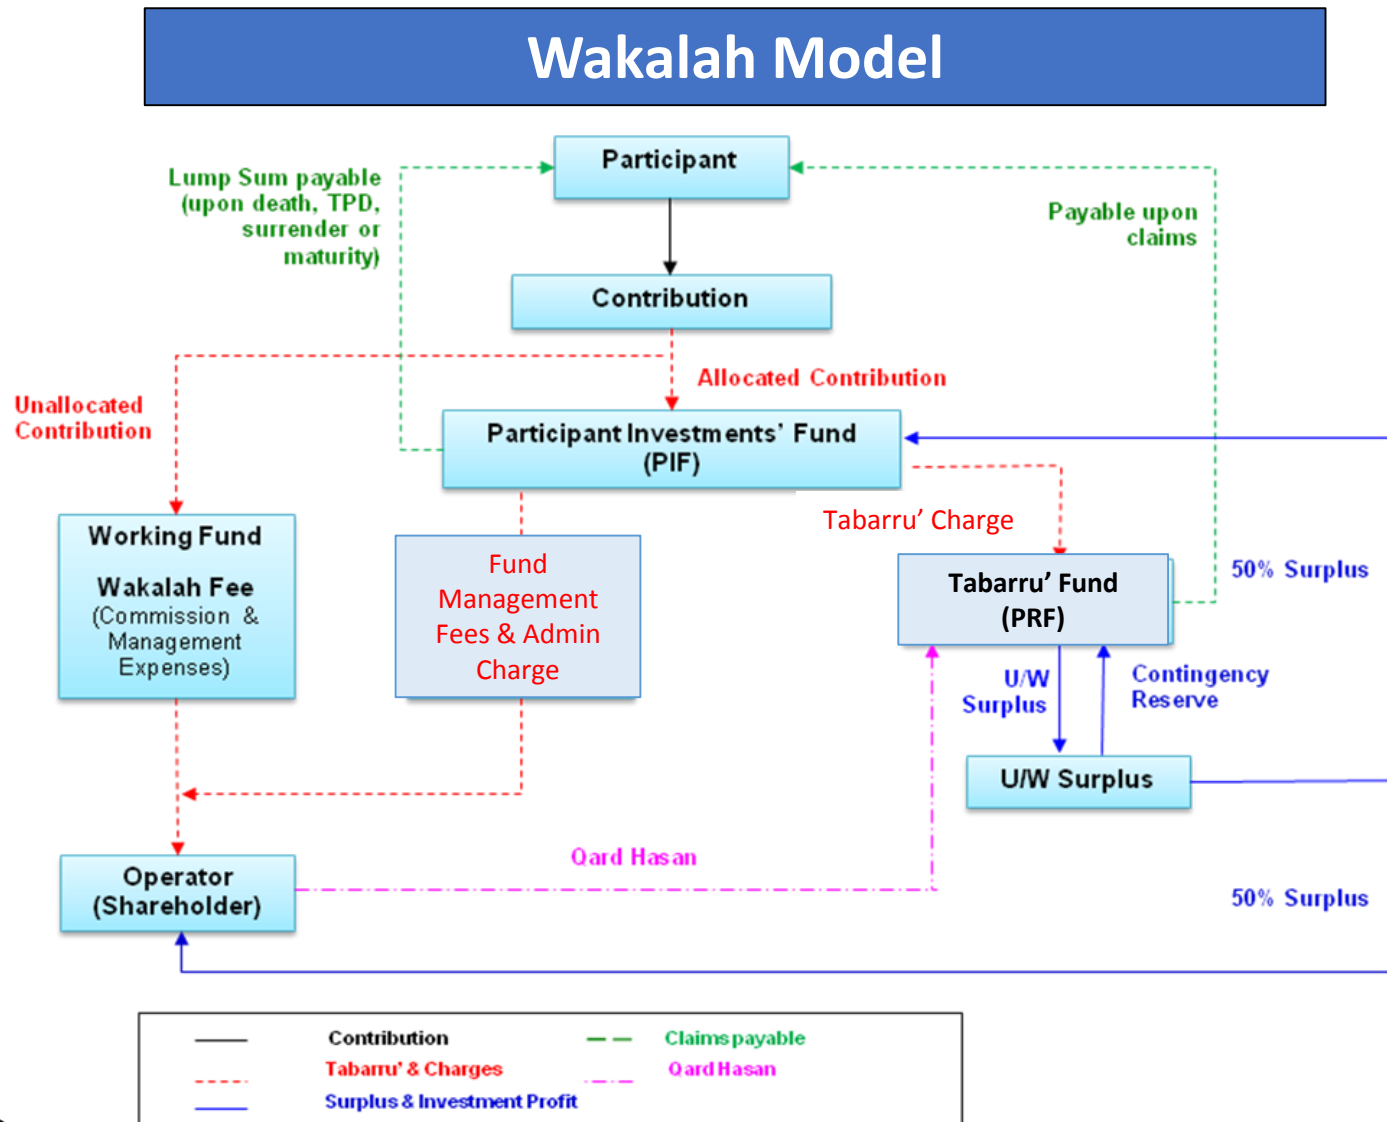 Wakalah Model
Participant
Lump Sum payable
(upon death, TPD,
surrender or
maturity)
Payable upon
claims
Contribution
Allocated Contribution
Unallocated
Contribution
Participant Investments' Fund
(PIF)
Tabarru' Charge
Working Fund
Wakalah Fee
(Commission &
Management
Expenses)
Fund
Management
Fees & Admin
Charge
Tabarru' Fund
(PRF)
50% Surplus
U/W
Surplus
Contingency
Reserve
U/W Surplus
Qard Hasan
Operator
(Shareholder)
50% Surplus
Contribution
Claims payable
Tabarru' & Charges
Qard Hasan
Surplus & Investment Profit